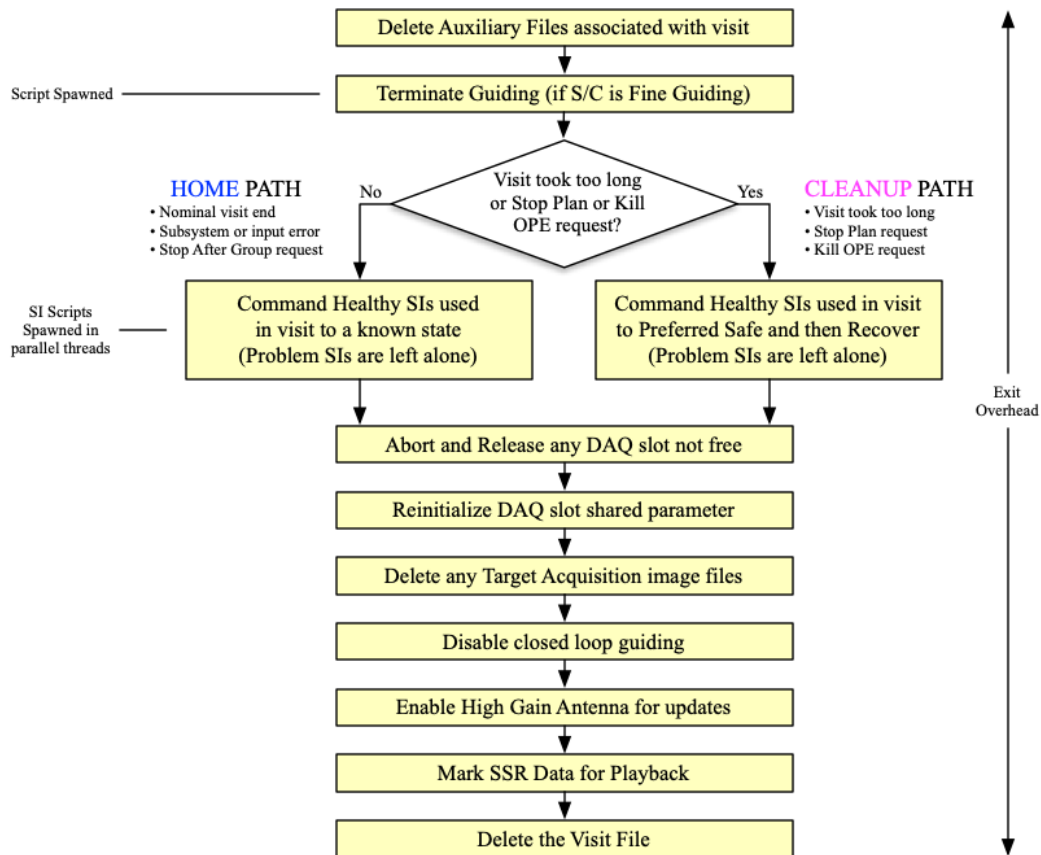 Delete Auxiliary Files associated with visit
Script Spawned
Terminate Guiding (if S/C is Fine Guiding)
Visit took too long
or Stop Plan or Kill
OPE request?
No
Yes
HOME PATH
• Nominal visit end
• Subsystem or input error
• Stop After Group request
CLEANUP PATH
• Visit took too long
• Stop Plan request
• Kill OPE request
SI Scripts
Spawned in
parallel threads
Command Healthy SIs used
in visit to a known state
(Problem SIs are left alone)
Command Healthy SIs used in visit
to Preferred Safe and then Recover
(Problem SIs are left alone)
Exit
Overhead
Abort and Release any DAQ slot not free
Reinitialize DAQ slot shared parameter
Delete any Target Acquisition image files
Disable closed loop guiding
Enable High Gain Antenna for updates
Mark SSR Data for Playback
Delete the Visit File